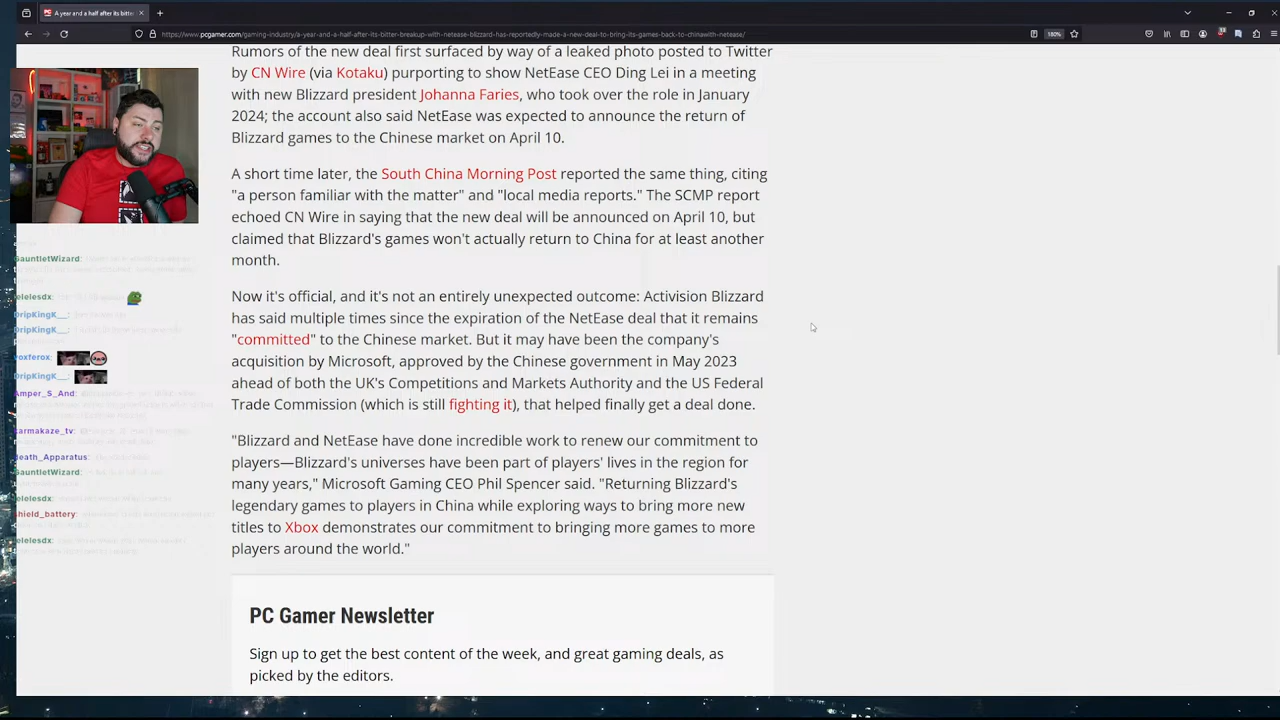 A year and a half after its bitter
https://www.pcgamer.com/gaming-industry/a-year-and-a-half-after-its-bitter-breakup-with-netease-blizzard-has-reportedly-made-a-new-deal-to-bring-its-games-back-to-chinawith-netease/
180%
Rumors of the new deal first surfaced by way of a leaked photo posted to Twitter
by CN Wire (via Kotaku) purporting to show NetEase CEO Ding Lei in a meeting
with new Blizzard president Johanna Faries, who took over the role in January
2024; the account also said NetEase was expected to announce the return of
Blizzard games to the Chinese market on April 10.
A short time later, the South China Morning Post reported the same thing, citing
"a person familiar with the matter" and "local media reports." The SCMP report
echoed CN Wire in saying that the new deal will be announced on April 10, but
claimed that Blizzard's games won't actually return to China for at least another
month.
Now it's official, and it's not an entirely unexpected outcome: Activision Blizzard
has said multiple times since the expiration of the NetEase deal that it remains
"committed" to the Chinese market. But it may have been the company's
acquisition by Microsoft, approved by the Chinese government in May 2023
ahead of both the UK's Competitions and Markets Authority and the US Federal
Trade Commission (which is still fighting it), that helped finally get a deal done.
"Blizzard and NetEase have done incredible work to renew our commitment to
players—Blizzard's universes have been part of players' lives in the region for
many years," Microsoft Gaming CEO Phil Spencer said. "Returning Blizzard's
legendary games to players in China while exploring ways to bring more new
titles to Xbox demonstrates our commitment to bringing more games to more
players around the world."
PC Gamer Newsletter
Sign up to get the best content of the week, and great gaming deals, as
picked by the editors.
GauntletWizard:
elelesdx:
DripKingK__:
DripKingK__:
voxferox:
DripKingK__:
Amper_S_And:
karmakaze_tv:
death_Apparatus:
GauntletWizard:
elelesdx:
shield_battery:
elelesdx: